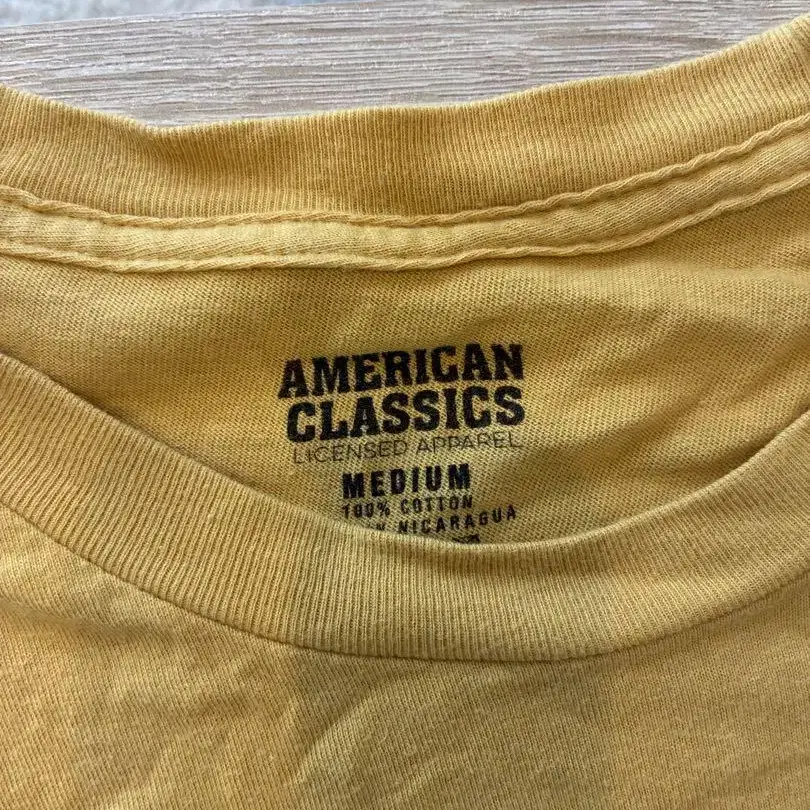 AMERICAN
CLASSICS
LICENSED APPAREL
MEDIUM
100% COTTON
NICARAGUA